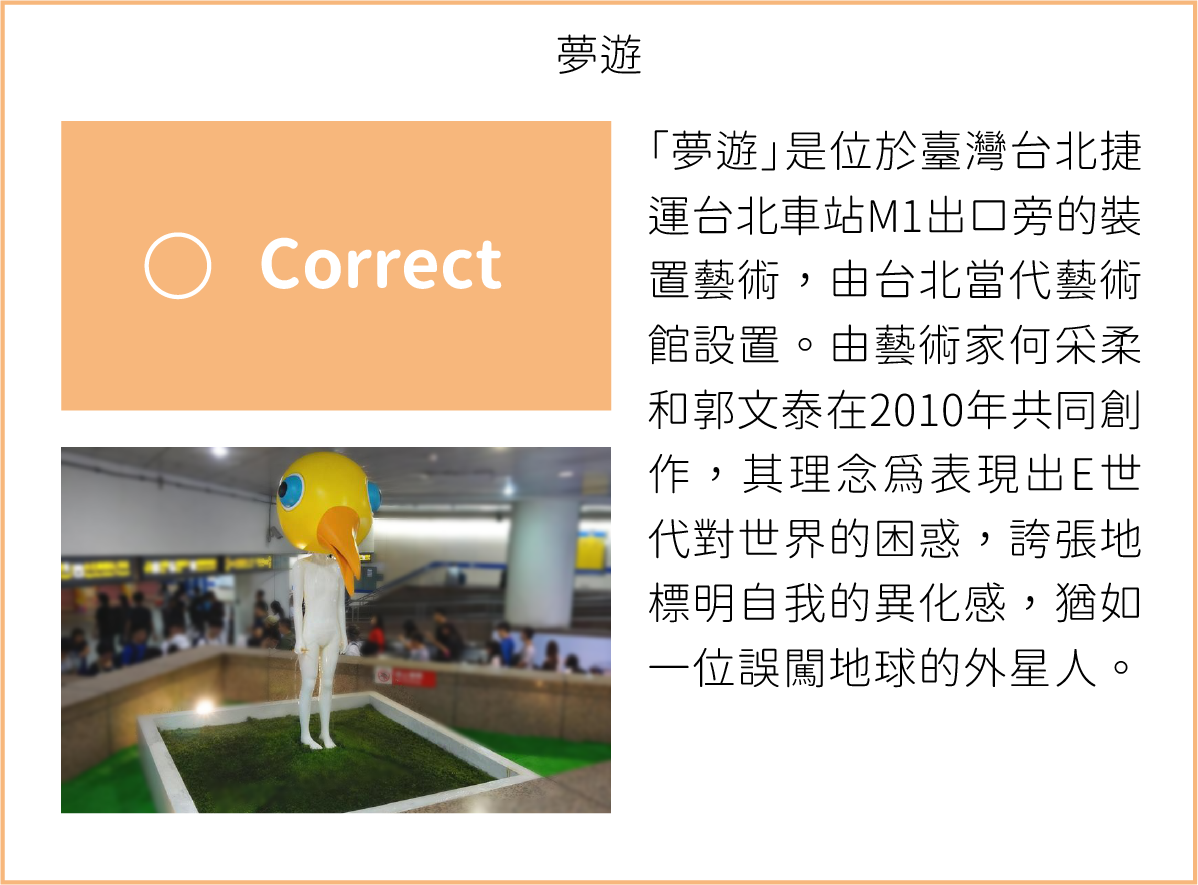 夢遊
Correct
「夢遊」是位於臺灣台北捷
運台北車站M1出口旁的裝
置藝術，由台北當代藝術
館設置。由藝術家何采柔
和郭文泰在2010年共同創
作，其理念爲表現出E世
代對世界的困惑，誇張地
標明自我的異化感，猶如
一位誤闖地球的外星人。